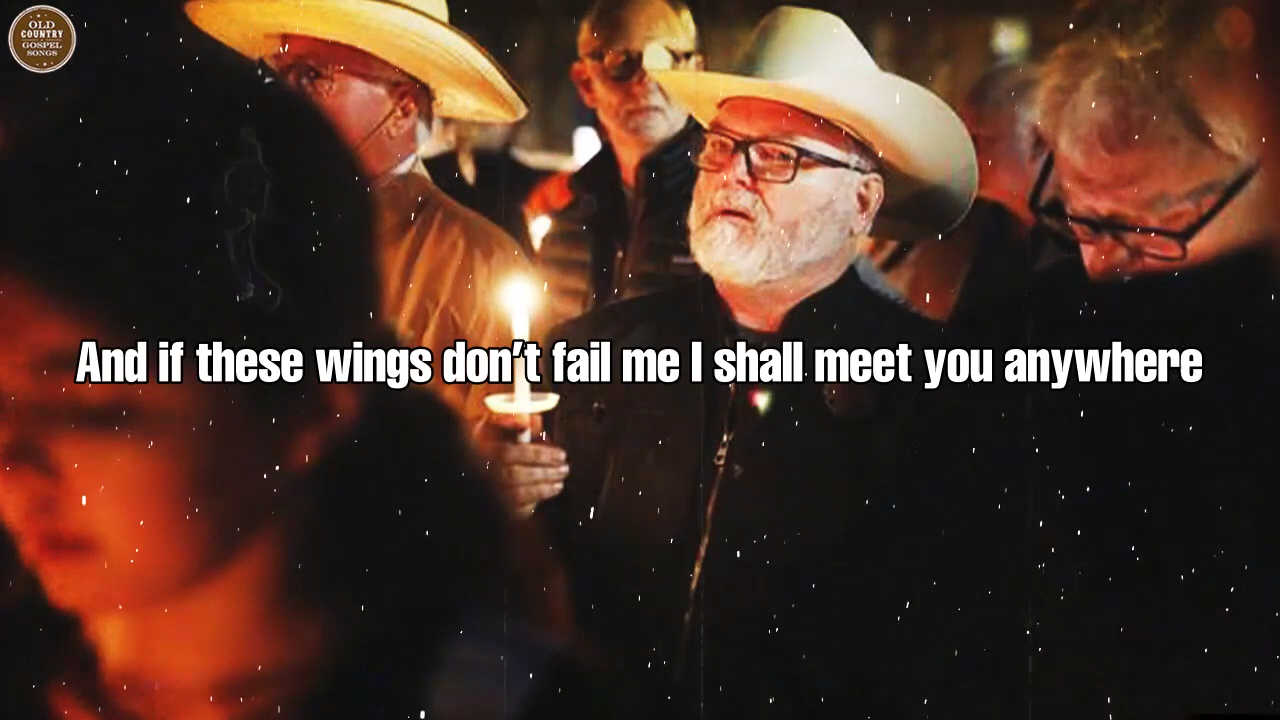 OLD
COUNTRY
GOSPEL
SONGS
And if these wings don't fail me I shall meet you anywhere